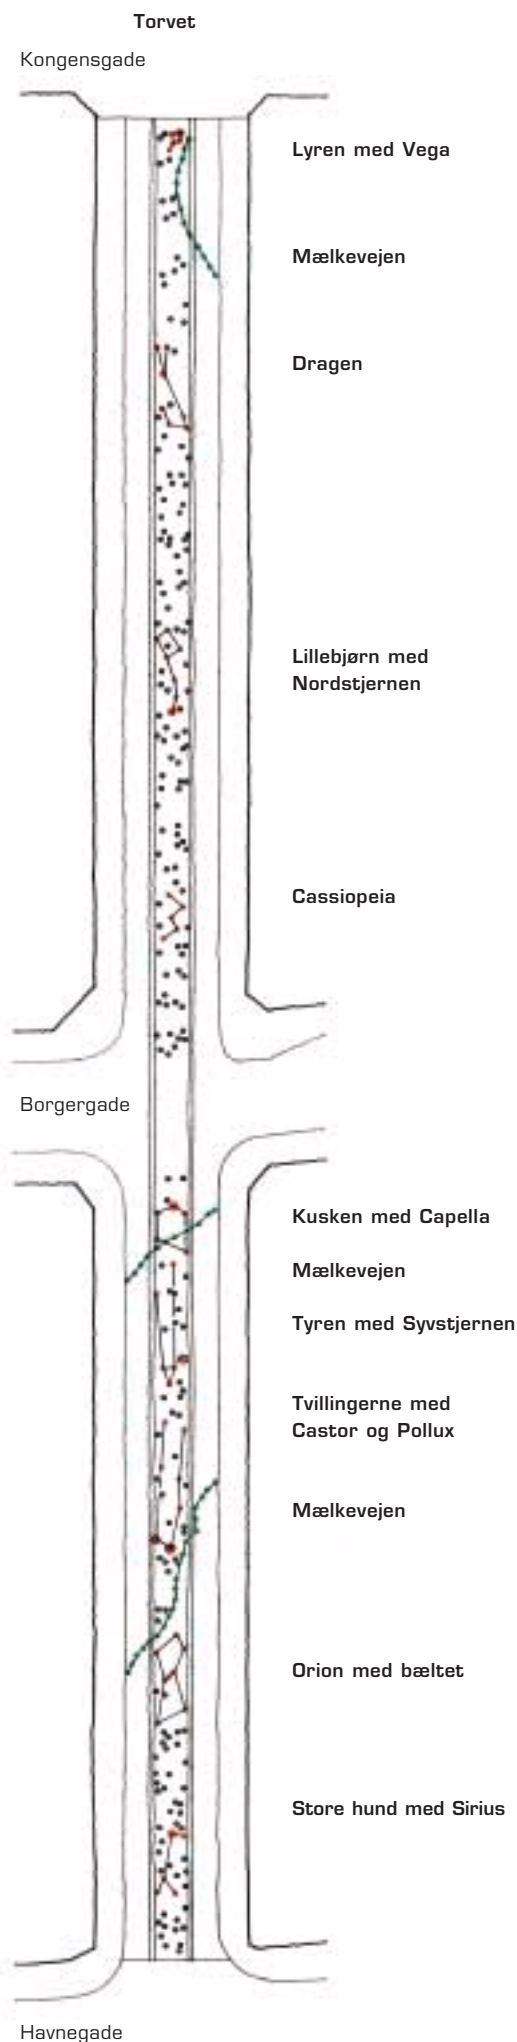 Torvet
Kongensgade
Lyren med Vega
Mælkevejen
Dragen
Lillebjørn med
Nordstjernen
Cassiopeia
Borgergade
Kusken med Capella
Mælkevejen
Tyren med Syvstjernen
Tvillingerne med
Castor og Pollux
Mælkevejen
Orion med bæltet
Store hund med Sirius
Havnegade